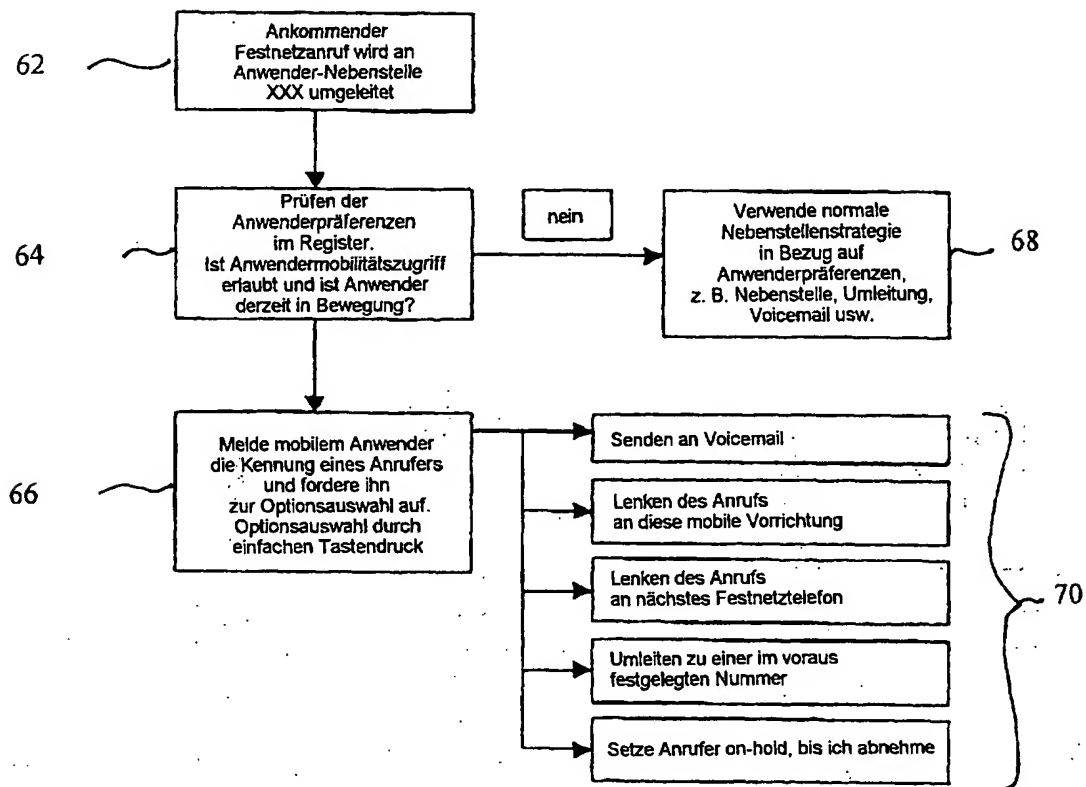 62
Ankommender
Festnetzanruf wird an
Anwender-Nebenstelle
XXX umgeleitet
64
Prüfen der
Anwenderpräferenzen
im Register.
Ist Anwendermobilitätszugriff
erlaubt und ist Anwender
derzeit in Bewegung?
nein
Verwende normale
Nebenstellenstrategie
in Bezug auf
Anwenderpräferenzen,
z. B. Nebenstelle, Umleitung,
Voicemail usw.
68
66
Melde mobilem Anwender
die Kennung eines Anrufers
und fordere ihn
zur Optionsauswahl auf.
Optionsauswahl durch
einfachen Tastendruck
Senden an Voicemail
Lenken des Anrufs
an diese mobile Vorrichtung
Lenken des Anrufs
an nächstes Festnetztelefon
Umleiten zu einer im voraus
festgelegten Nummer
Setze Anrufer on-hold, bis ich abnehme
70